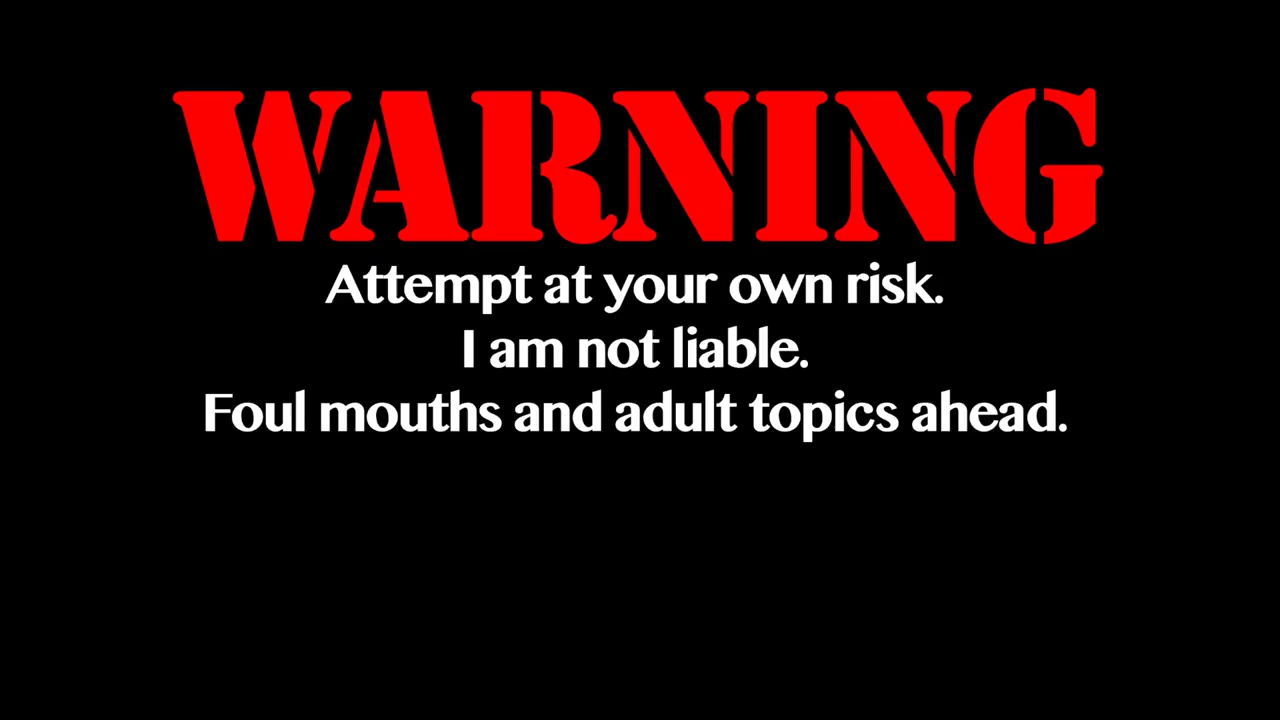 WARNING
Attempt at your own risk.
I am not liable.
Foul mouths and adult topics ahead.